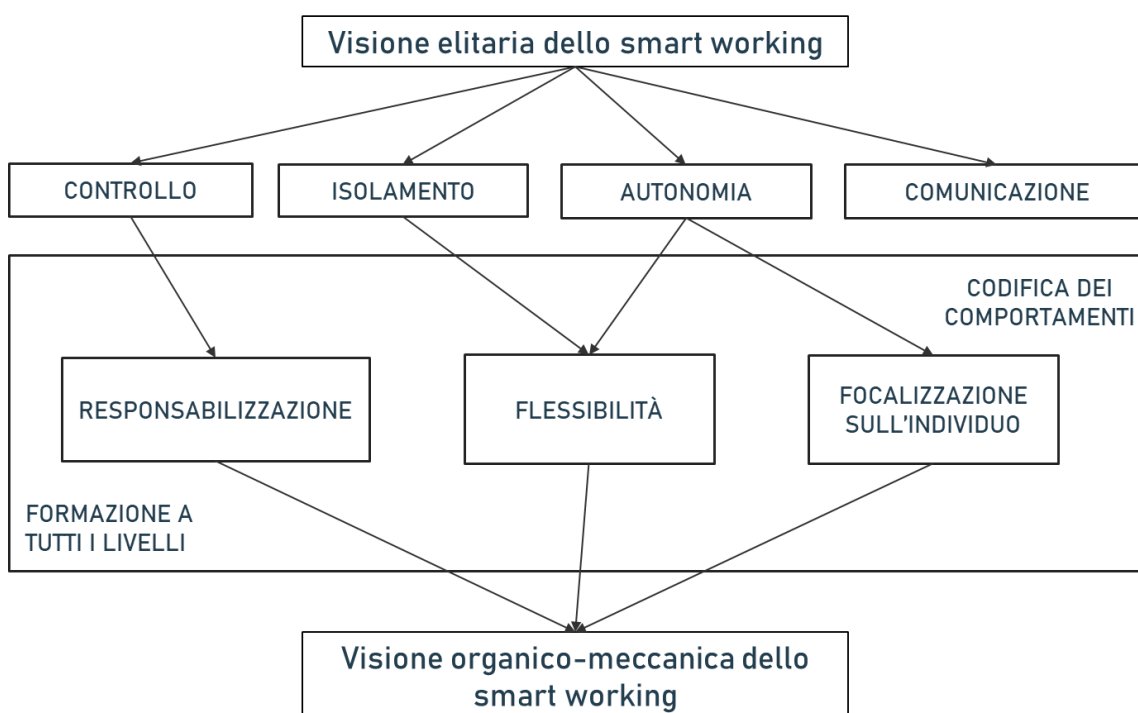 Visione elitaria dello smart working
CONTROLLO
ISOLAMENTO
AUTONOMIA
COMUNICAZIONE
CODIFICA DEI
COMPORTAMENTI
RESPONSABILIZZAZIONE
FLESSIBILITÀ
FOCALIZZAZIONE
SULL'INDIVIDUO
FORMAZIONE A
TUTTI I LIVELLI
Visione organico-meccanica dello
smart working